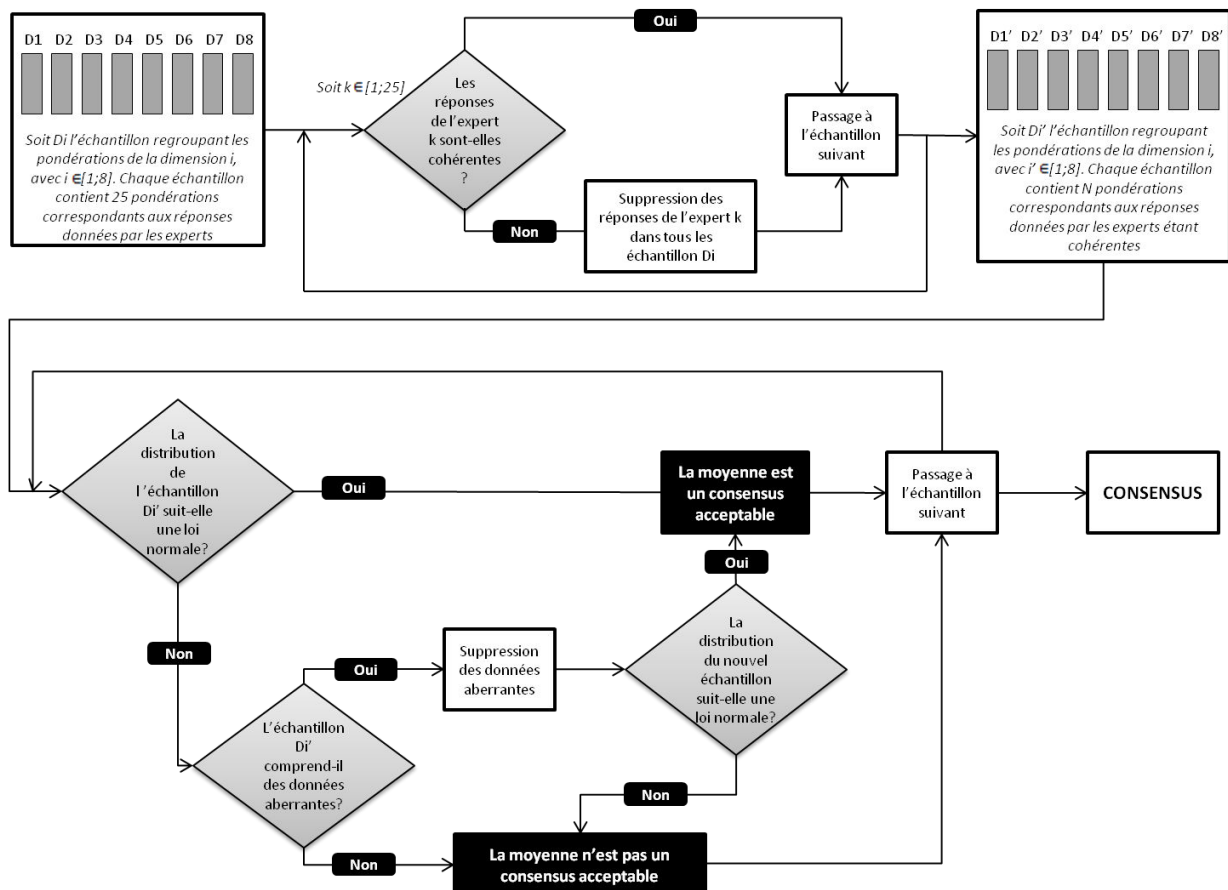 D1 D2 D3 D4 D5 D6 D7 D8
Soit Di l'échantillon regroupant les
pondérations de la dimension i,
avec i ∈[1;8]. Chaque échantillon
contient 25 pondérations
correspondants aux réponses
données par les experts
Soit k ∈[1;25]
Les
réponses
de l'expert
k sont-elles
cohérentes
?
Oui
Non
Suppression des
réponses de l'expert k
dans tous les
échantillon Di
Passage à
l'échantillon
suivant
D1' D2' D3' D4' D5' D6' D7' D8'
Soit Di' l'échantillon regroupant
les pondérations de la dimension i,
avec i' ∈[1;8]. Chaque échantillon
contient N pondérations
correspondants aux réponses
données par les experts étant
cohérentes
La
distribution
de
l'échantillon
Di' suit-elle
une loi
normale?
Oui
Non
La moyenne est
un consensus
acceptable
Passage à
l'échantillon
suivant
CONSENSUS
L'échantillon
Di'
comprend-il
des données
aberrantes?
Oui
Suppression
des données
aberrantes
La
distribution
du nouvel
échantillon
suit-elle une
loi normale?
Oui
Non
Non
La moyenne n'est pas un
consensus acceptable